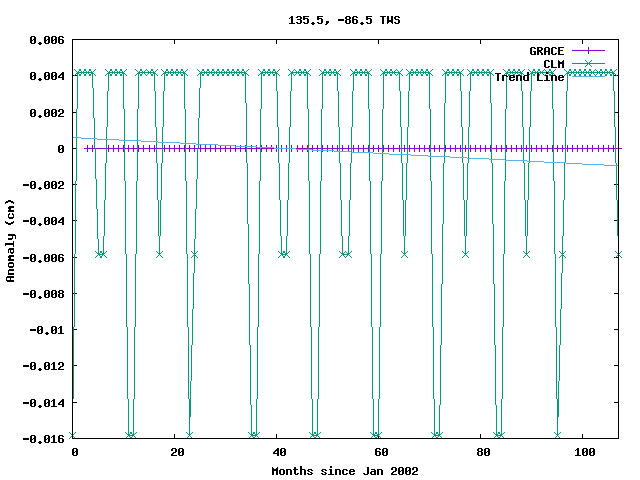 135.5, -86.5 TWS
0.006
0.004
0.002
0
-0.002
-0.004
-0.006
-0.008
-0.01
-0.012
-0.014
-0.016
Anomaly (cm)
GRACE
CLM
Trend Line
0 20 40 60 80 100
Months since Jan 2002